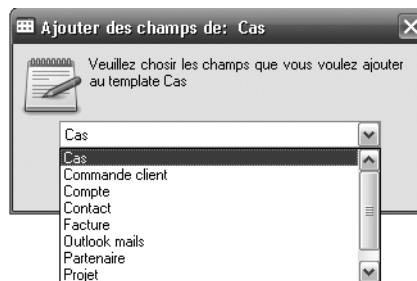 Ajouter des champs de: Cas
Veuillez chosir les champs que vous voulez ajouter
au template Cas
Cas
Cas
Commande client
Compte
Contact
Facture
Outlook mails
Partenaire
Projet